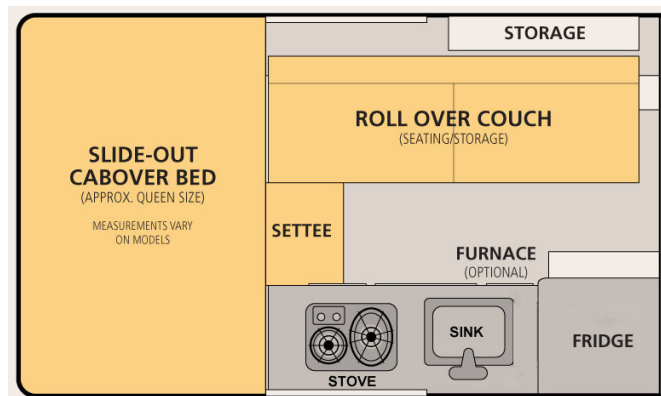 STORAGE
ROLL OVER COUCH
(SEATING/STORAGE)
SLIDE-OUT
CABOVER BED
(APPROX. QUEEN SIZE)
MEASUREMENTS VARY
ON MODELS
SETTEE
FURNACE
(OPTIONAL)
SINK
FRIDGE
STOVE